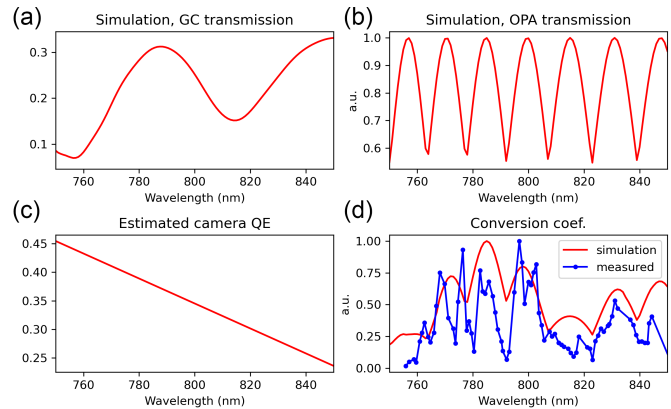 (a)
Simulation, GC transmission
0.3
0.2
0.1
760
780
800
820
840
Wavelength (nm)
(b)
Simulation, OPA transmission
a.u.
1.0
0.9
0.8
0.7
0.6
760
780
800
820
840
Wavelength (nm)
(c)
Estimated camera QE
0.45
0.40
0.35
0.30
0.25
760
780
800
820
840
Wavelength (nm)
(d)
Conversion coef.
a.u.
1.00
0.75
0.50
0.25
0.00
simulation
measured
760
780
800
820
840
Wavelength (nm)